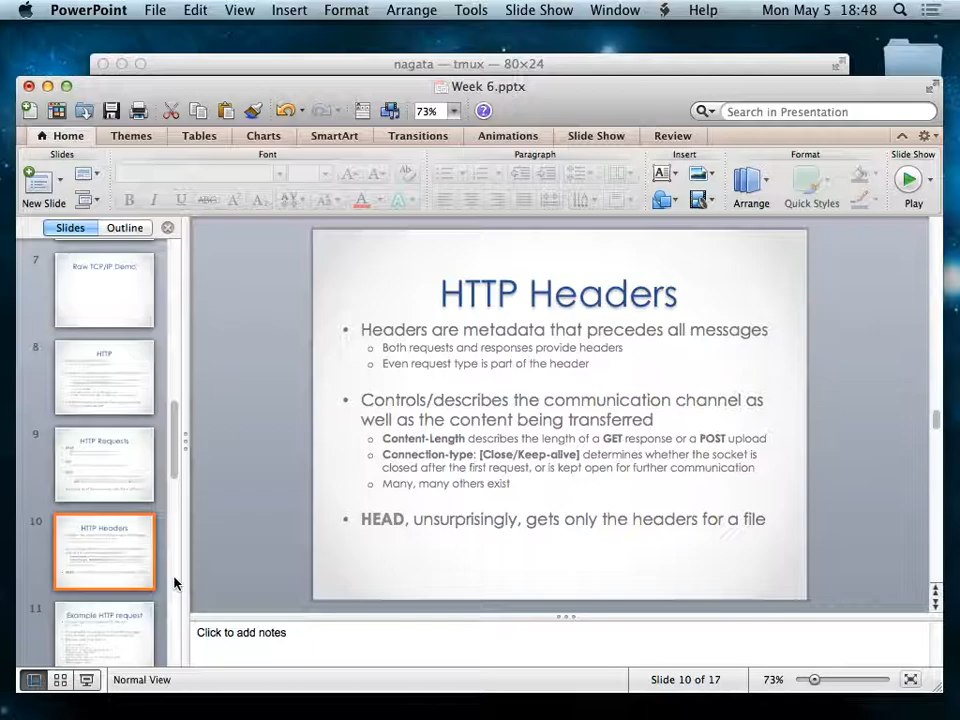 PowerPoint File Edit View Insert Format Arrange Tools Slide Show Window Help Mon May 5 18:48
nagata — tmux — 80×24
Week 6.pptx
73% Search in Presentation
Home Themes Tables Charts SmartArt Transitions Animations Slide Show Review
Slides Font Paragraph Insert Format Slide Show
New Slide Arrange Quick Styles Play
Slides Outline
7
Raw TCP/IP Demo
8
HTTP
9
HTTP Requests
10
HTTP Headers
11
Example HTTP request
HTTP Headers
• Headers are metadata that precedes all messages
o Both requests and responses provide headers
o Even request type is part of the header
• Controls/describes the communication channel as
well as the content being transferred
o Content-Length describes the length of a GET response or a POST upload
o Connection-type: [Close/Keep-alive] determines whether the socket is
closed after the first request, or is kept open for further communication
o Many, many others exist
• HEAD, unsurprisingly, gets only the headers for a file
Click to add notes
Normal View Slide 10 of 17 73%